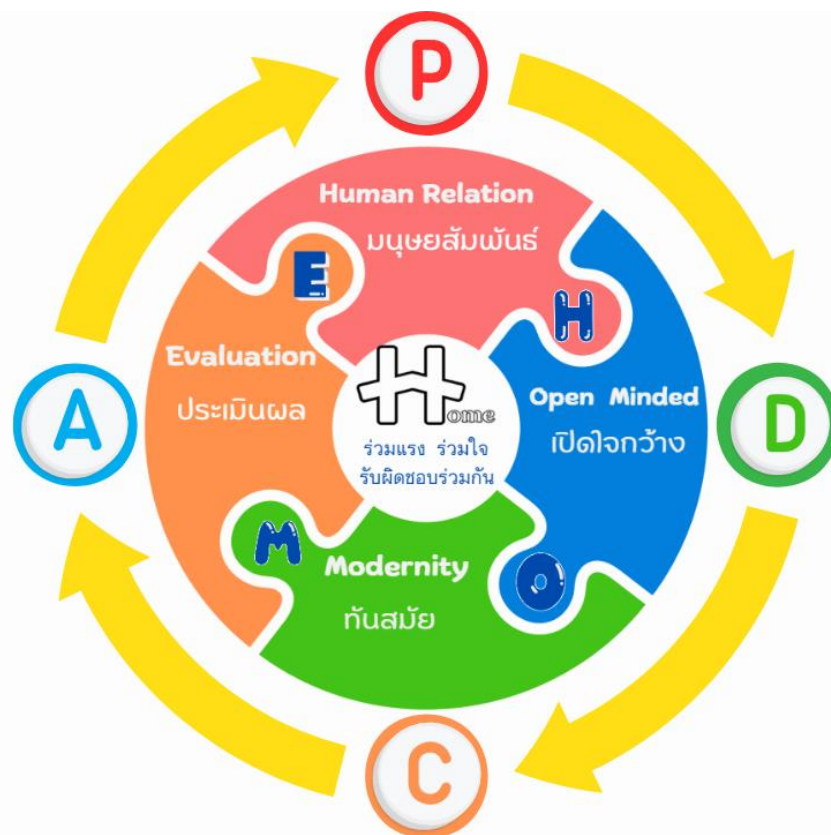 P
Human Relation
มนุษยสัมพันธ์
E
H
Evaluation
ประเมินผล
Home
ร่วมแรง ร่วมใจ
รับผิดชอบร่วมกัน
Open Minded
เปิดใจกว้าง
A
D
M
Modernity
ทันสมัย
O
C